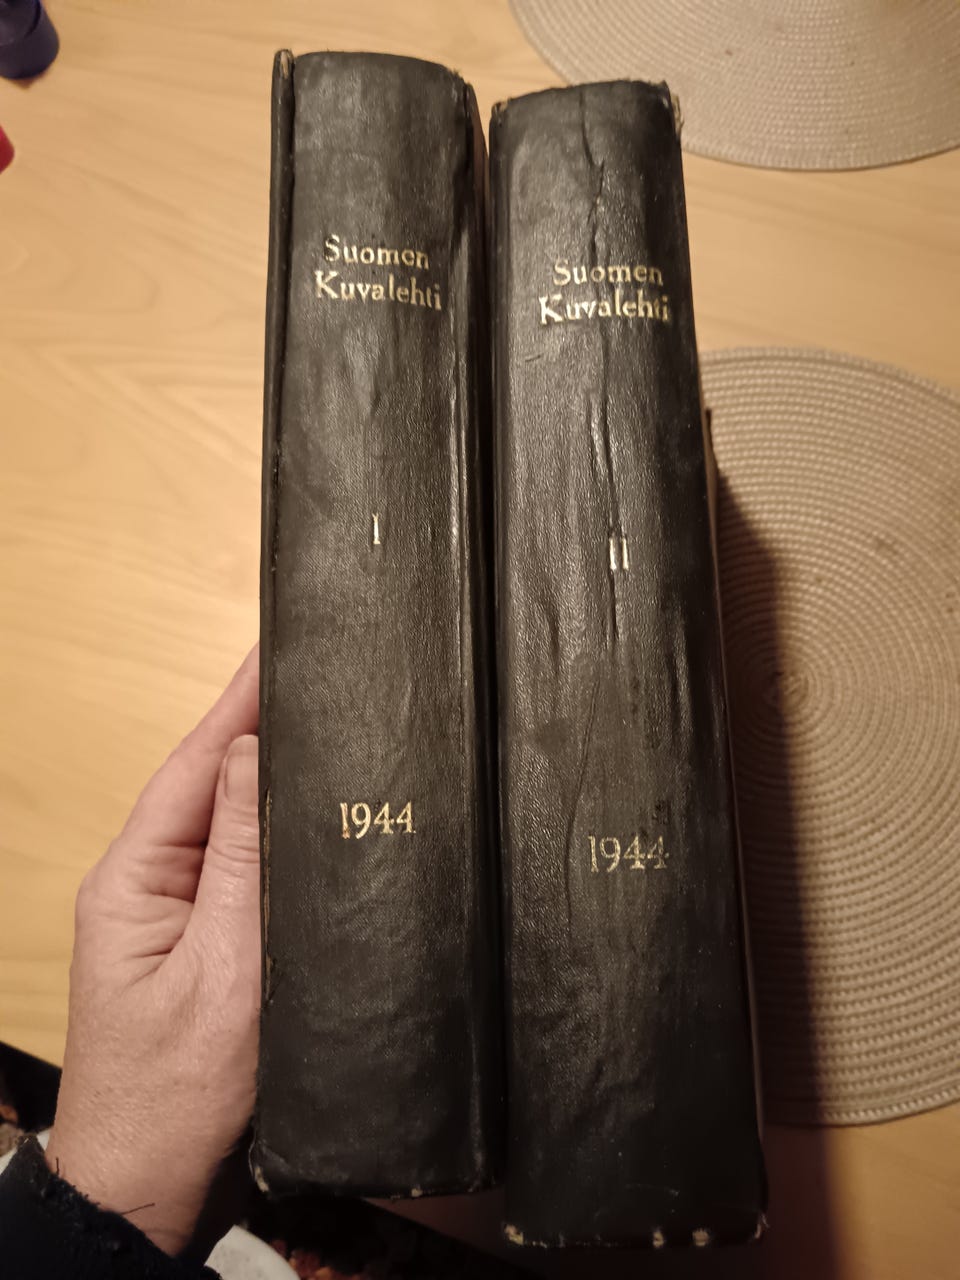 Suomen
Kuvalehti
I
1944
Suomen
Kuvalehti
II
1944